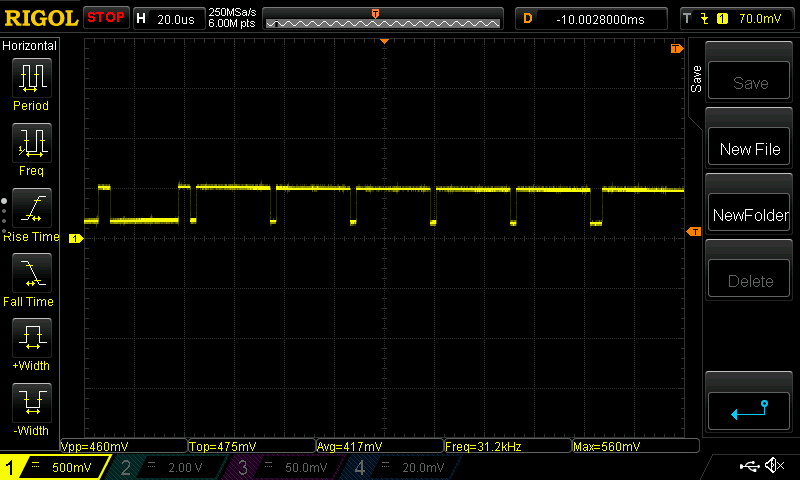 RIGOL STOP H 20.0us 250MSa/s 6.00M pts T D -10.0028000ms T 1 70.0mV
Horizontal
Period
Freq
Rise Time
Fall Time
+Width
-Width
T
1
T
Save
Save
New File
NewFolder
Delete
Vpp=460mV Top=475mV Avg=417mV Freq=31.2kHz Max=560mV
1 500mV 2 2.00 V 3 50.0mV 4 20.0mV